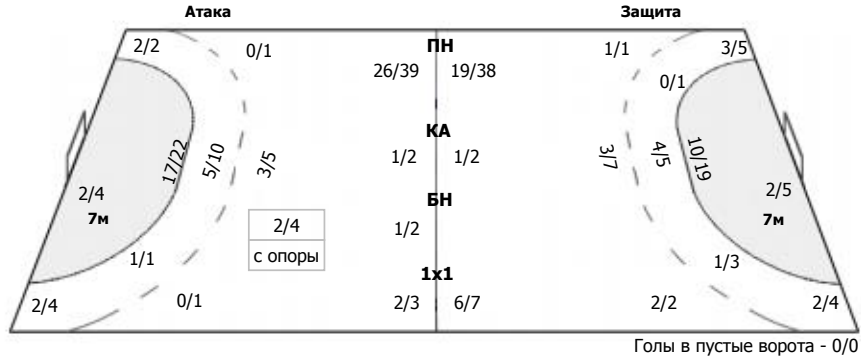 Атака Защита
2/2 0/1 ПН 1/1 3/5
26/39 19/38 0/1
КА
17/22 5/10 3/5 1/2 1/2 3/7 4/5 10/19
2/4 БН 2/5
7м 2/4 1/2 7м
с опоры
1/1 1х1 1/3
2/4 0/1 2/3 6/7 2/2 2/4
Голы в пустые ворота - 0/0